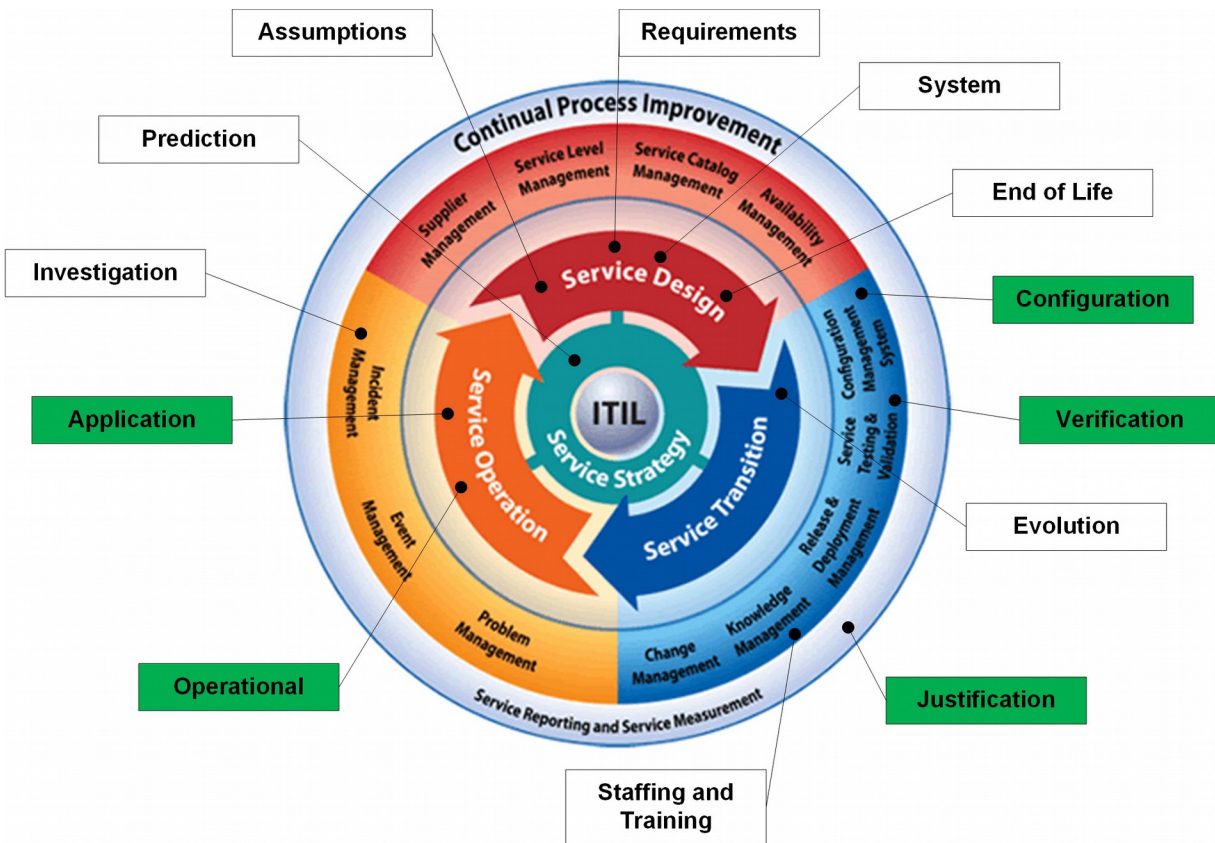 Assumptions
Requirements
System
Prediction
Continual Process Improvement
End of Life
Supplier
Management
Service Level
Management
Service Catalog
Management
Availability
Management
Investigation
Configuration
Service Design
System
Configuration
Management
Incident
Management
Application
Service Operation
ITIL
Service Strategy
Service
Testing &
Validation
Verification
Service Transition
Evolution
Release &
Deployment
Management
Event
Management
Problem
Management
Knowledge
Management
Change
Management
Operational
Justification
Service Reporting and Service Measurement
Staffing and
Training